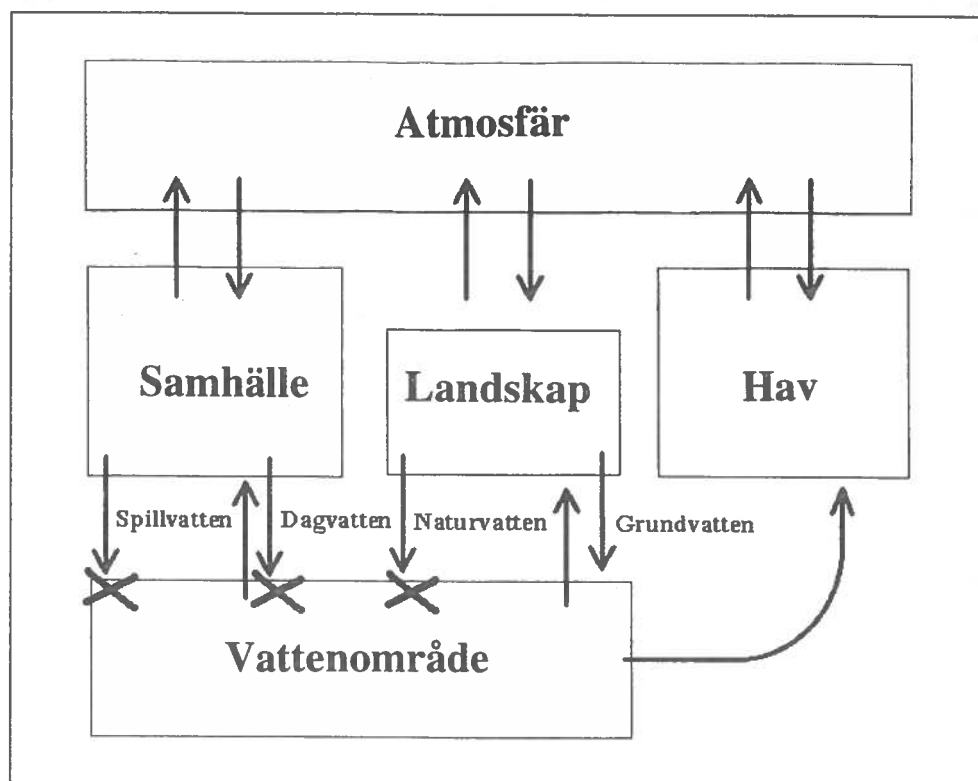 Atmosfär
Samhälle
Landskap
Hav
Spillvatten
Dagvatten
Naturvatten
Grundvatten
Vattenområde